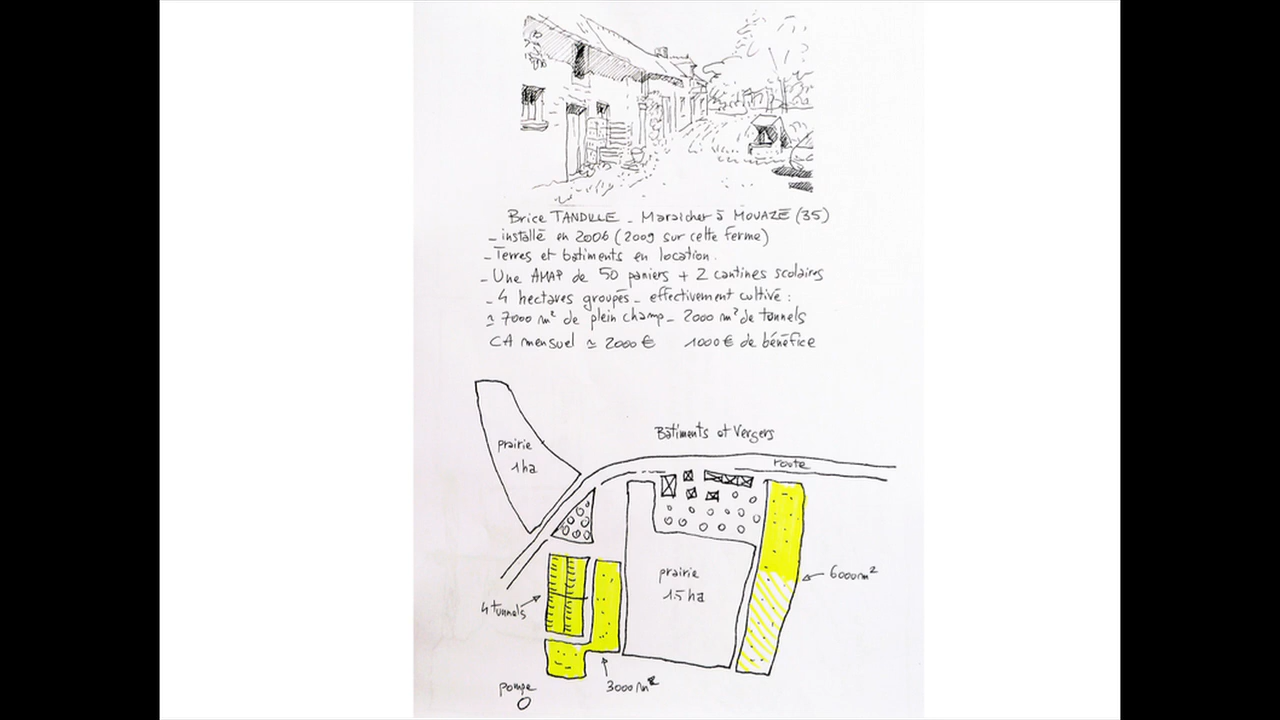 Brice TANDILLE - Maraîcher à MOUAZÉ (35)
- installé en 2006 (2009 sur cette ferme)
- Terres et batiments en location.
- Une AMAP de 50 paniers + 2 cantines scolaires
- 4 hectares groupés - effectivement cultivé :
≃ 7000 m² de plein champ - 2000 m² de tunnels
CA mensuel ≃ 2000 € 1000 € de bénéfice
Batiments et Vergers
route
prairie
1 ha
prairie
1.5 ha
6000 m²
4 tunnels
3000 m²
pompe